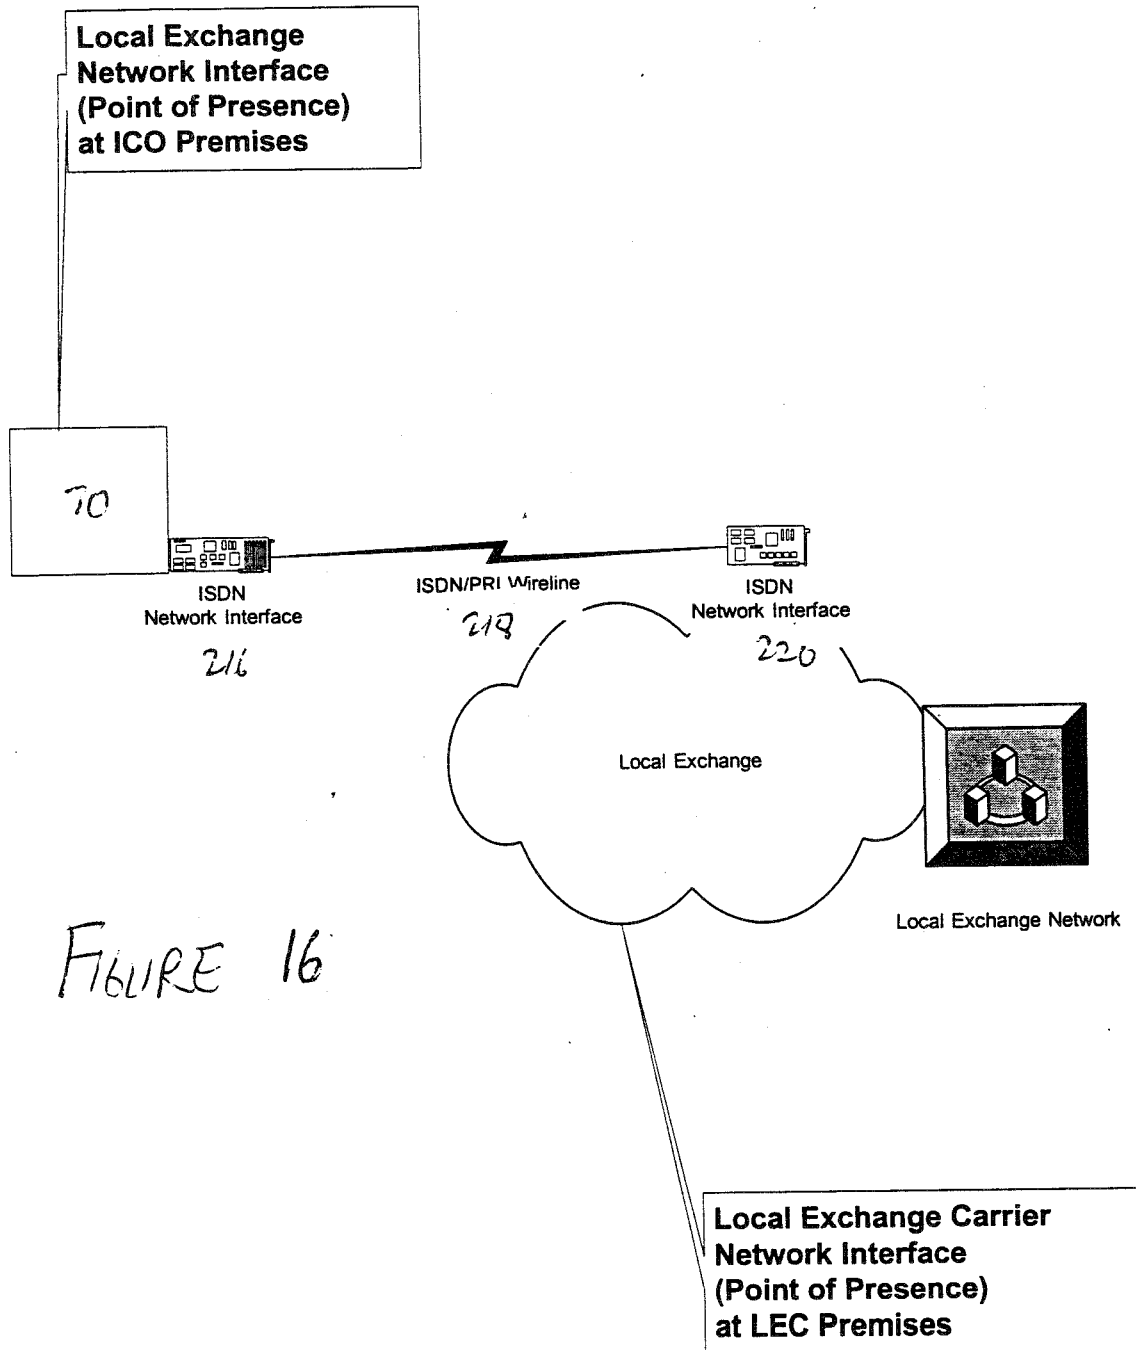 Local Exchange
Network Interface
(Point of Presence)
at ICO Premises
70
ISDN
Network Interface
216
ISDN/PRI Wireline
218
ISDN
Network Interface
220
Local Exchange
Local Exchange Network
FIGURE 16
Local Exchange Carrier
Network Interface
(Point of Presence)
at LEC Premises